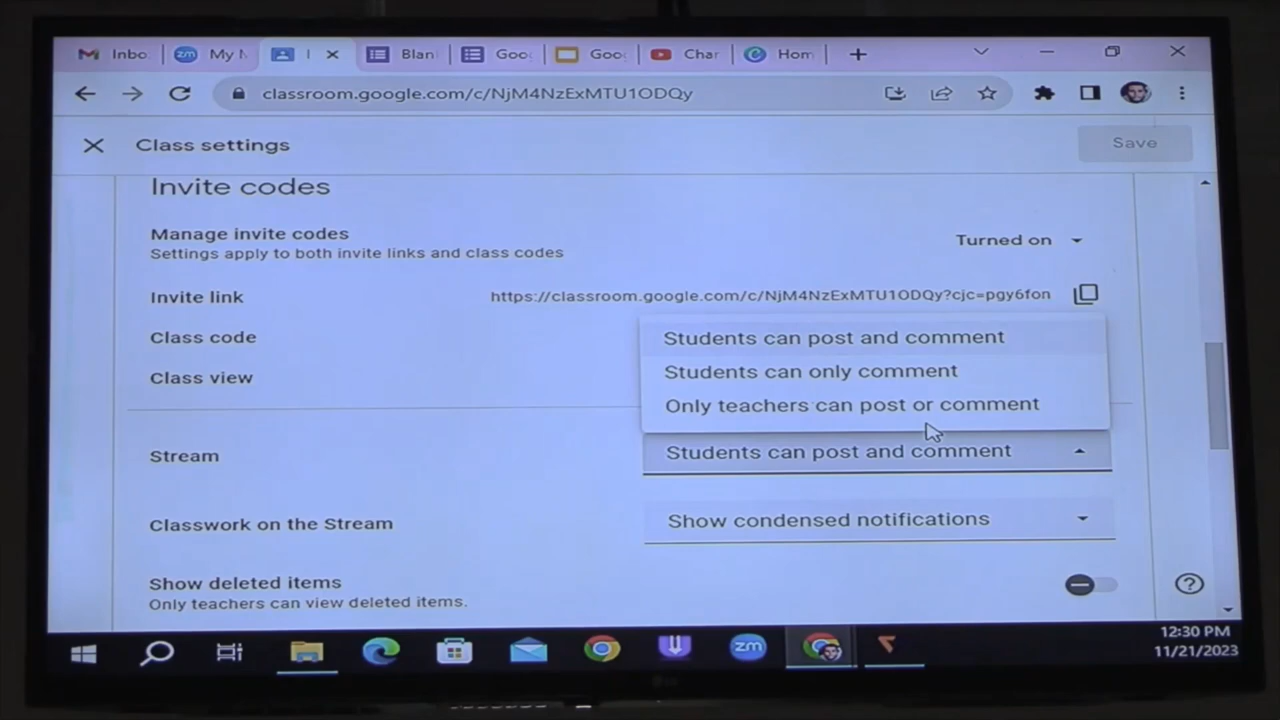 Inbo
zm
My N
Blan
Goo
Goo
Char
Hom
classroom.google.com/c/NjM4NzExMTU1ODQy
Class settings
Save
Invite codes
Manage invite codes
Settings apply to both invite links and class codes
Turned on
Invite link
https://classroom.google.com/c/NjM4NzExMTU1ODQy?cjc=pgy6fon
Class code
Students can post and comment
Class view
Students can only comment
Only teachers can post or comment
Stream
Students can post and comment
Classwork on the Stream
Show condensed notifications
Show deleted items
Only teachers can view deleted items.
zm
12:30 PM
11/21/2023